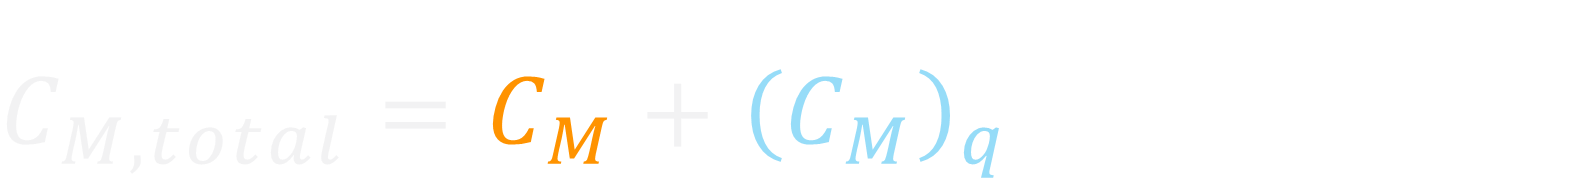 C_{M,total} = C_M + (C_M)_q